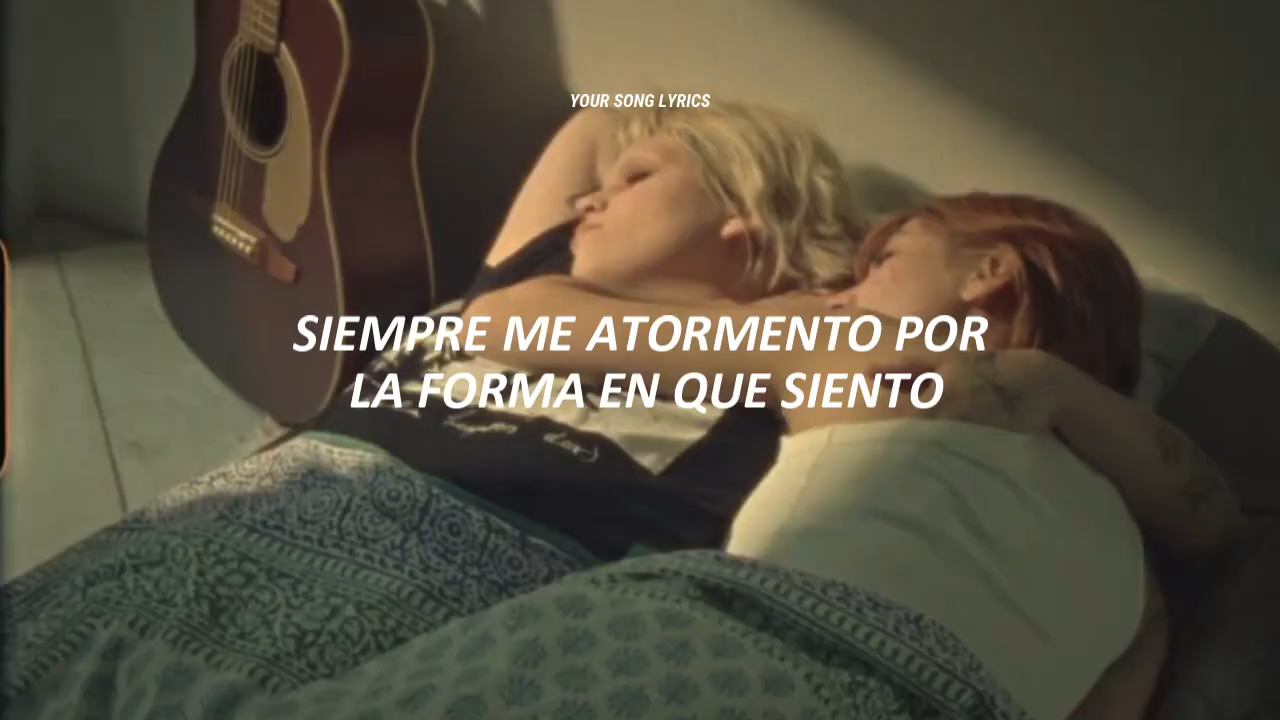 YOUR SONG LYRICS
SIEMPRE ME ATORMENTO POR
LA FORMA EN QUE SIENTO